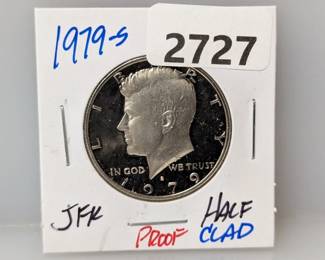 1979-S
2727
LIBERTY
IN GOD WE TRUST
S
1979
JFK
HALF
PROOF
CLAD